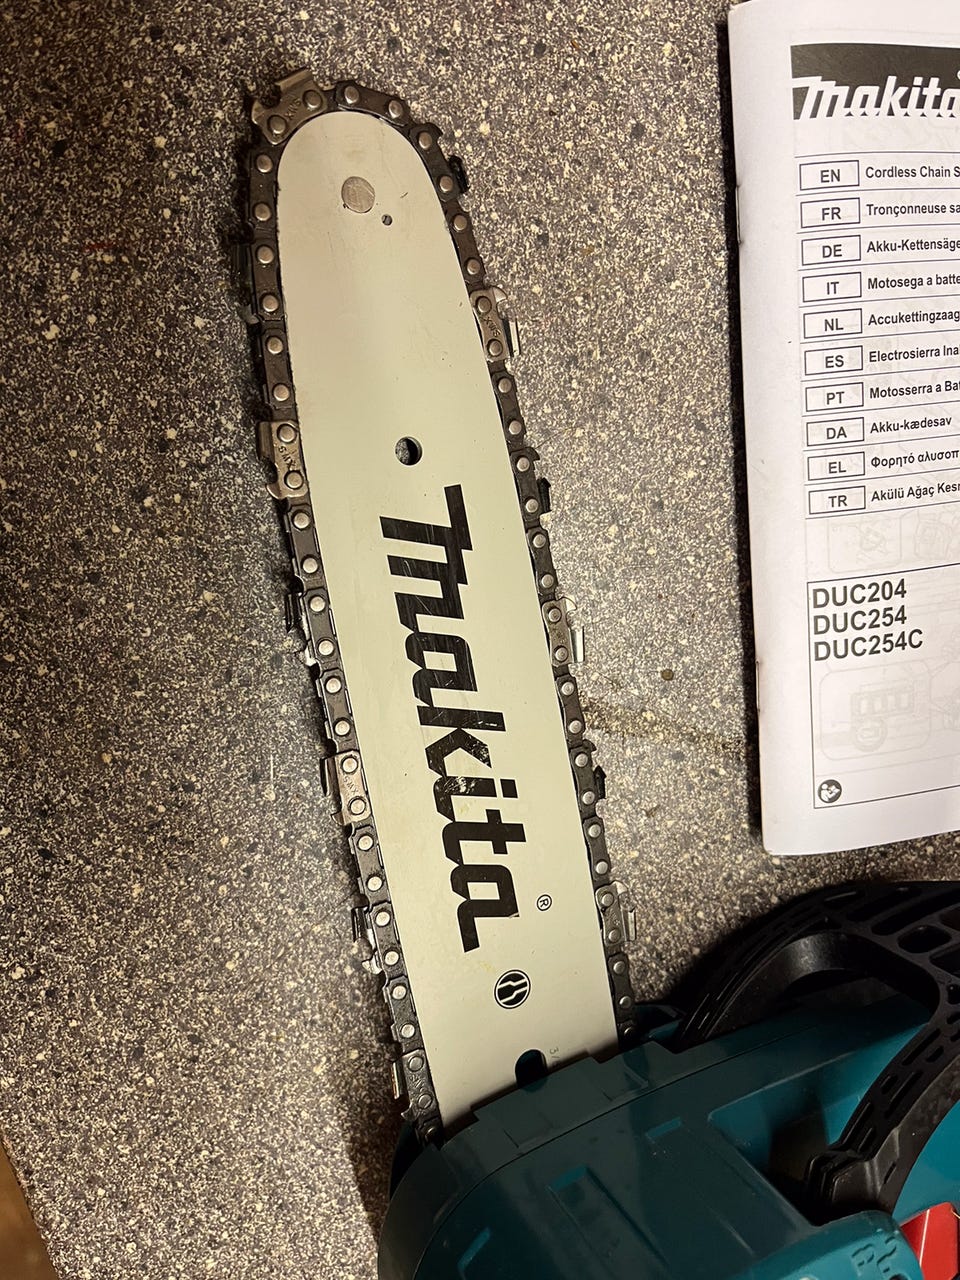 makita
EN Cordless Chain S
FR Tronçonneuse sa
DE Akku-Kettensäge
IT Motosega a batte
NL Accukettingzaag
ES Electrosierra Ina
PT Motosserra a Bat
DA Akku-kædesav
EL Φορητό αλυσοπ
TR Akülü Ağaç Kes
DUC204
DUC254
DUC254C
makita ®